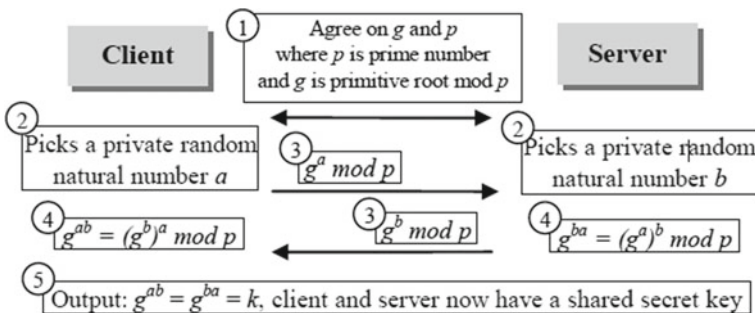 Client
1
Agree on g and p
where p is prime number
and g is primitive root mod p
Server
2
Picks a private random
natural number a
3
g^a mod p
2
Picks a private random
natural number b
4
g^ab = (g^b)^a mod p
3
g^b mod p
4
g^ba = (g^a)^b mod p
5
Output: g^ab = g^ba = k, client and server now have a shared secret key